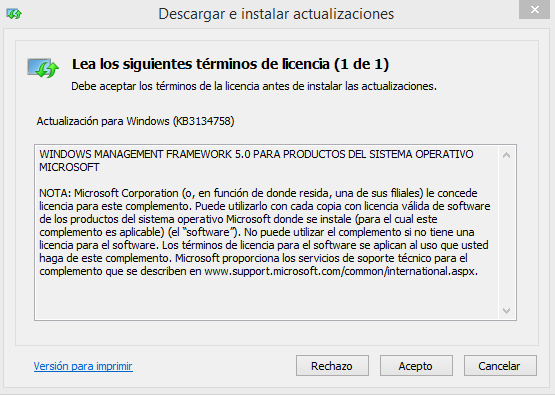 Descargar e instalar actualizaciones
Lea los siguientes términos de licencia (1 de 1)
Debe aceptar los términos de la licencia antes de instalar las actualizaciones.
Actualización para Windows (KB3134758)
WINDOWS MANAGEMENT FRAMEWORK 5.0 PARA PRODUCTOS DEL SISTEMA OPERATIVO
MICROSOFT
NOTA: Microsoft Corporation (o, en función de donde resida, una de sus filiales) le concede
licencia para este complemento. Puede utilizarlo con cada copia con licencia válida de software
de los productos del sistema operativo Microsoft donde se instale (para el cual este
complemento es aplicable) (el “software”). No puede utilizar el complemento si no tiene una
licencia para el software. Los términos de licencia para el software se aplican al uso que usted
haga de este complemento. Microsoft proporciona los servicios de soporte técnico para el
complemento que se describen en www.support.microsoft.com/common/international.aspx.
Versión para imprimir
Rechazo
Acepto
Cancelar